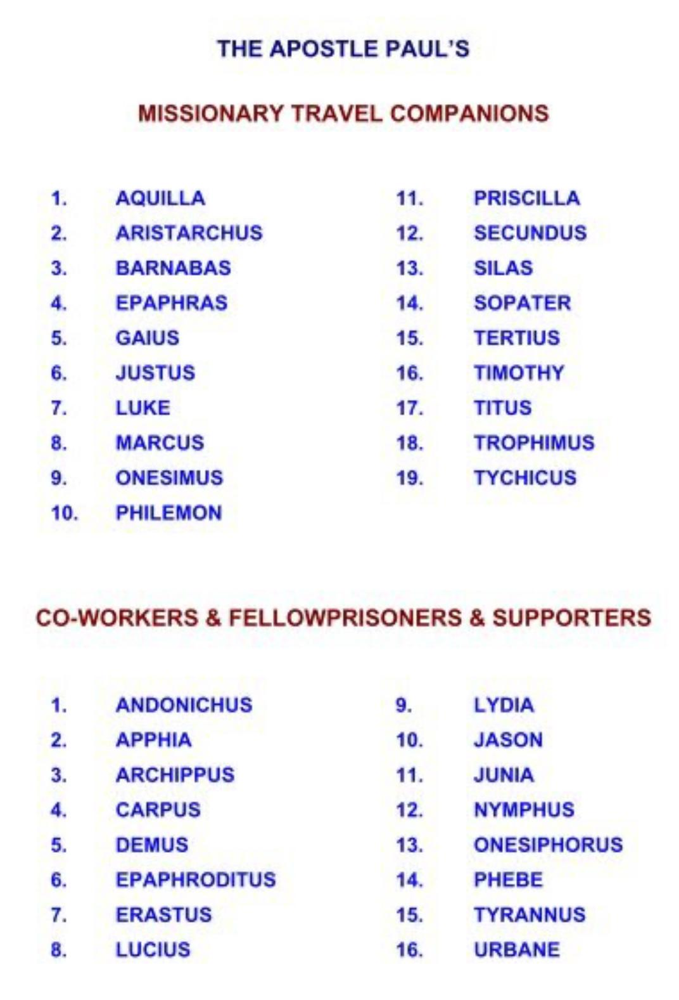 THE APOSTLE PAUL'S
MISSIONARY TRAVEL COMPANIONS
1. AQUILLA
2. ARISTARCHUS
3. BARNABAS
4. EPAPHRAS
5. GAIUS
6. JUSTUS
7. LUKE
8. MARCUS
9. ONESIMUS
10. PHILEMON
11. PRISCILLA
12. SECUNDUS
13. SILAS
14. SOPATER
15. TERTIUS
16. TIMOTHY
17. TITUS
18. TROPHIMUS
19. TYCHICUS
CO-WORKERS & FELLOWPRISONERS & SUPPORTERS
1. ANDONICHUS
2. APPHIA
3. ARCHIPPUS
4. CARPUS
5. DEMUS
6. EPAPHRODITUS
7. ERASTUS
8. LUCIUS
9. LYDIA
10. JASON
11. JUNIA
12. NYMPHUS
13. ONESIPHORUS
14. PHEBE
15. TYRANNUS
16. URBANE